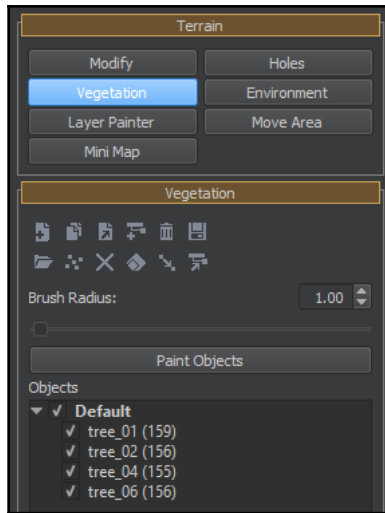 Terrain
Modify Holes
Vegetation Environment
Layer Painter Move Area
Mini Map
Vegetation
Brush Radius: 1.00
Paint Objects
Objects
Default
tree_01 (159)
tree_02 (156)
tree_04 (155)
tree_06 (156)